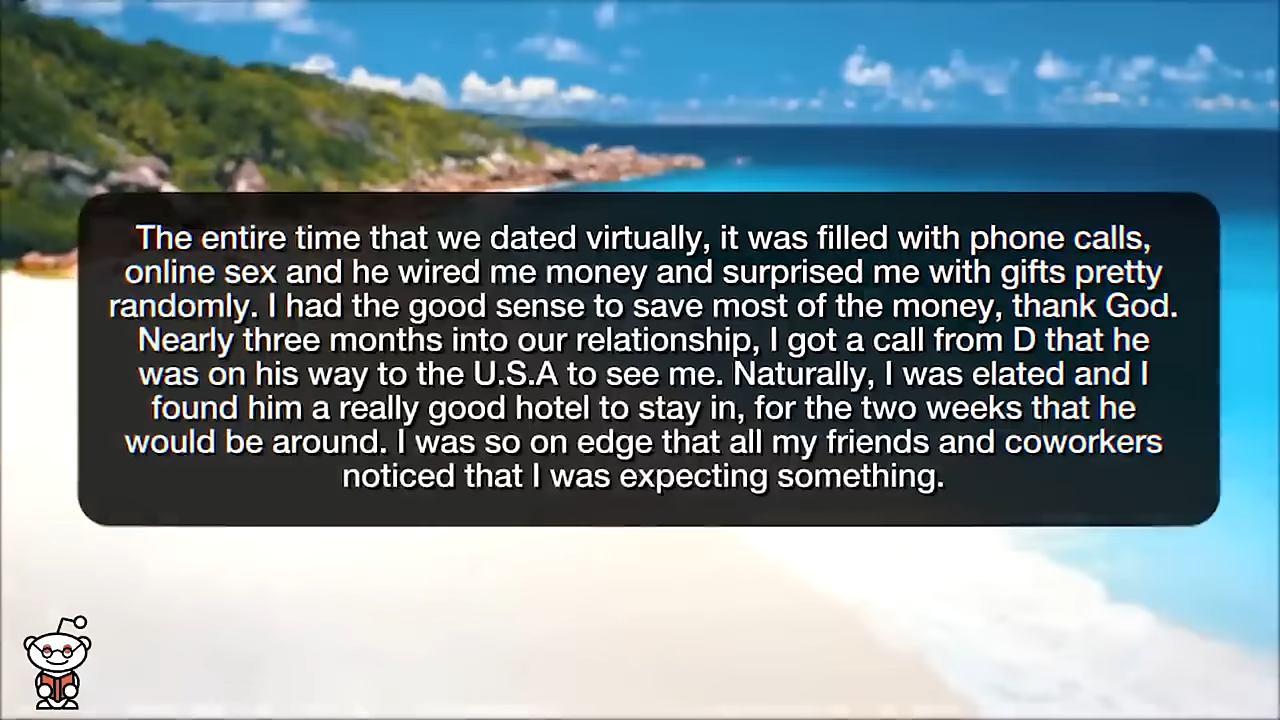 The entire time that we dated virtually, it was filled with phone calls,
online sex and he wired me money and surprised me with gifts pretty
randomly. I had the good sense to save most of the money, thank God.
Nearly three months into our relationship, I got a call from D that he
was on his way to the U.S.A to see me. Naturally, I was elated and I
found him a really good hotel to stay in, for the two weeks that he
would be around. I was so on edge that all my friends and coworkers
noticed that I was expecting something.